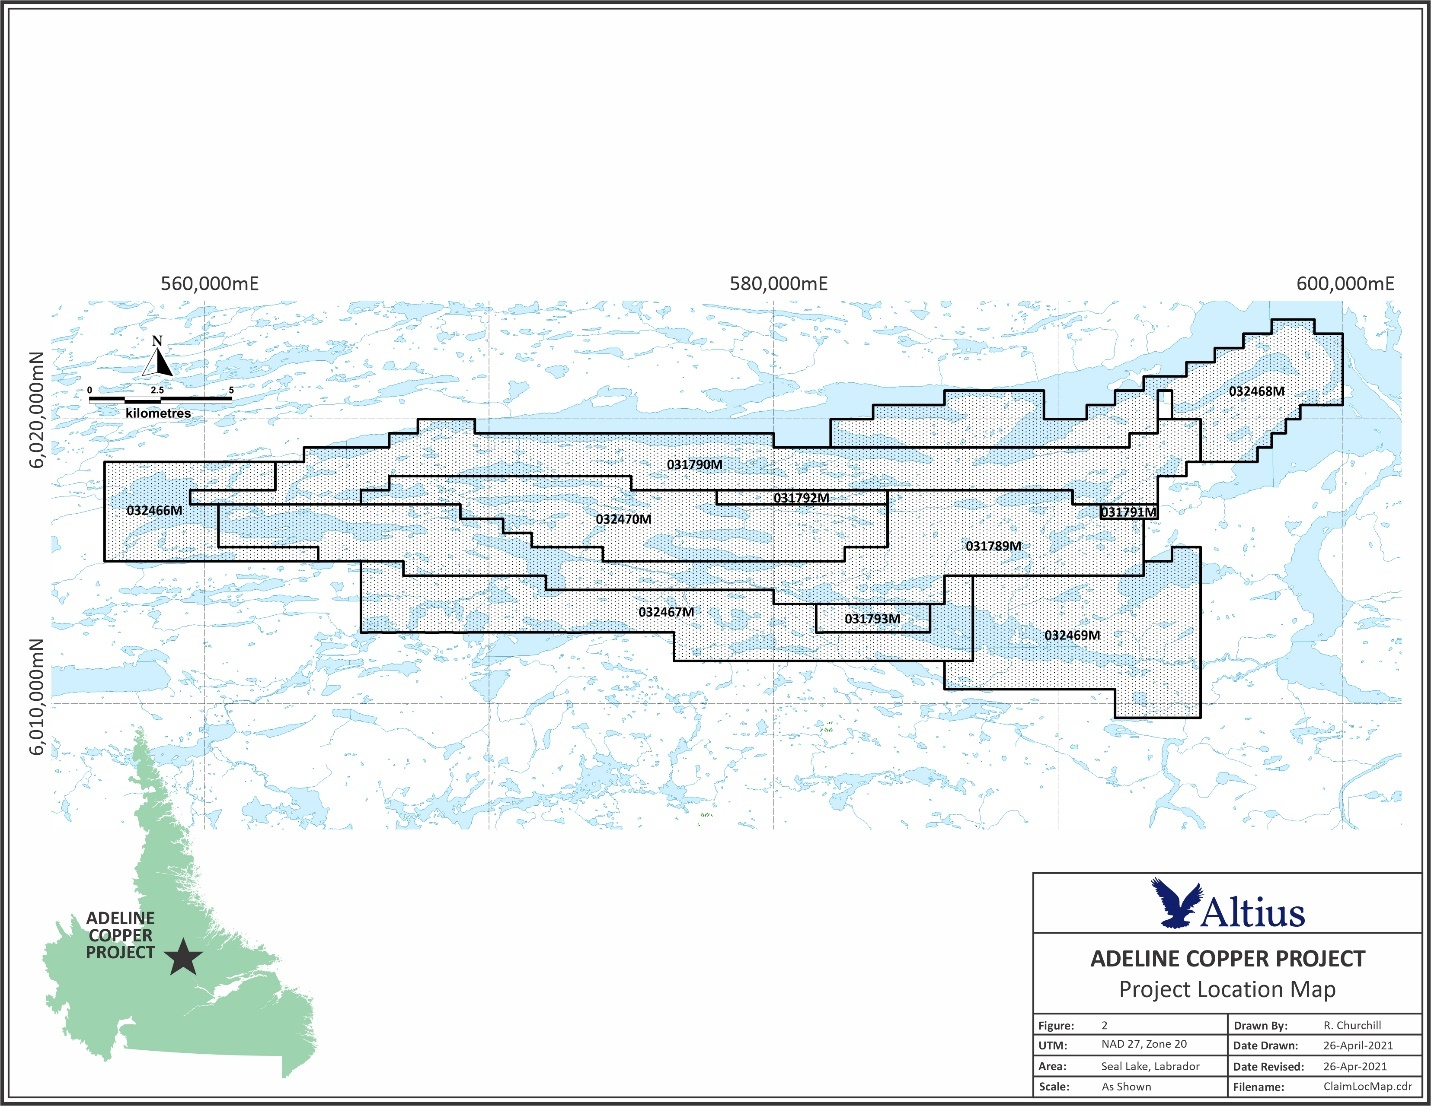 560,000mE
580,000mE
600,000mE
6,020,000mN
6,010,000mN
N
0 2.5 5
kilometres
032468M
031790M
032466M
031792M
032470M
031791M
031789M
032467M
031793M
032469M
ADELINE
COPPER
PROJECT
Altius
ADELINE COPPER PROJECT
Project Location Map
Figure: 2 Drawn By: R. Churchill
UTM: NAD 27, Zone 20 Date Drawn: 26-April-2021
Area: Seal Lake, Labrador Date Revised: 26-Apr-2021
Scale: As Shown Filename: ClaimLocMap.cdr